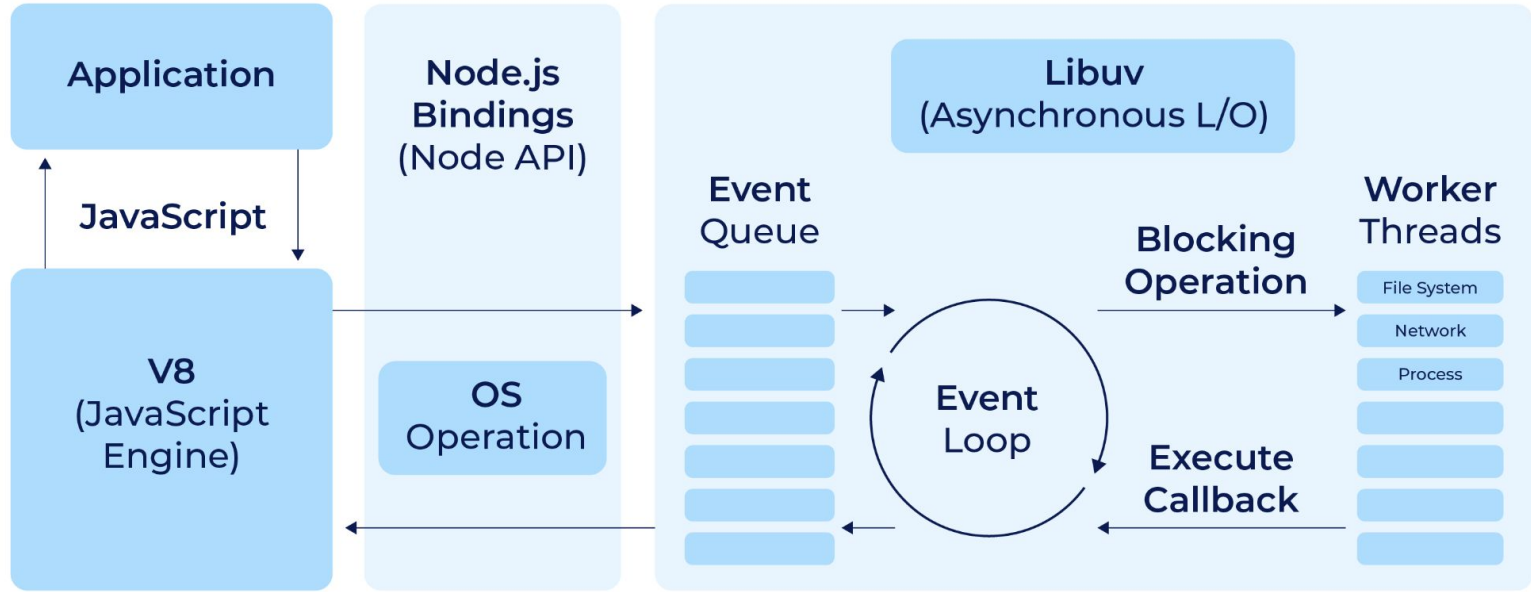 Application
JavaScript
V8
(JavaScript
Engine)
Node.js
Bindings
(Node API)
OS
Operation
Libuv
(Asynchronous L/O)
Event
Queue
Event
Loop
Blocking
Operation
Execute
Callback
Worker
Threads
File System
Network
Process